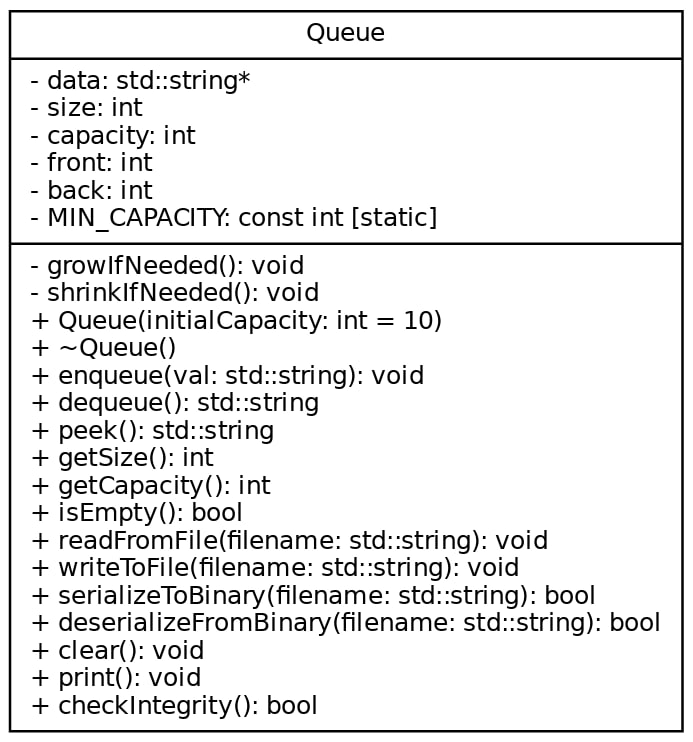 Queue
- data: std::string*
- size: int
- capacity: int
- front: int
- back: int
- MIN_CAPACITY: const int [static]
- growIfNeeded(): void
- shrinkIfNeeded(): void
+ Queue(initialCapacity: int = 10)
+ ~Queue()
+ enqueue(val: std::string): void
+ dequeue(): std::string
+ peek(): std::string
+ getSize(): int
+ getCapacity(): int
+ isEmpty(): bool
+ readFromFile(filename: std::string): void
+ writeToFile(filename: std::string): void
+ serializeToBinary(filename: std::string): bool
+ deserializeFromBinary(filename: std::string): bool
+ clear(): void
+ print(): void
+ checkIntegrity(): bool